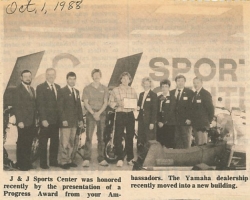 Oct, 1, 1988
SPORT
J & J Sports Center was honored
recently by the presentation of a
Progress Award from your Am-
bassadors. The Yamaha dealership
recently moved into a new building.